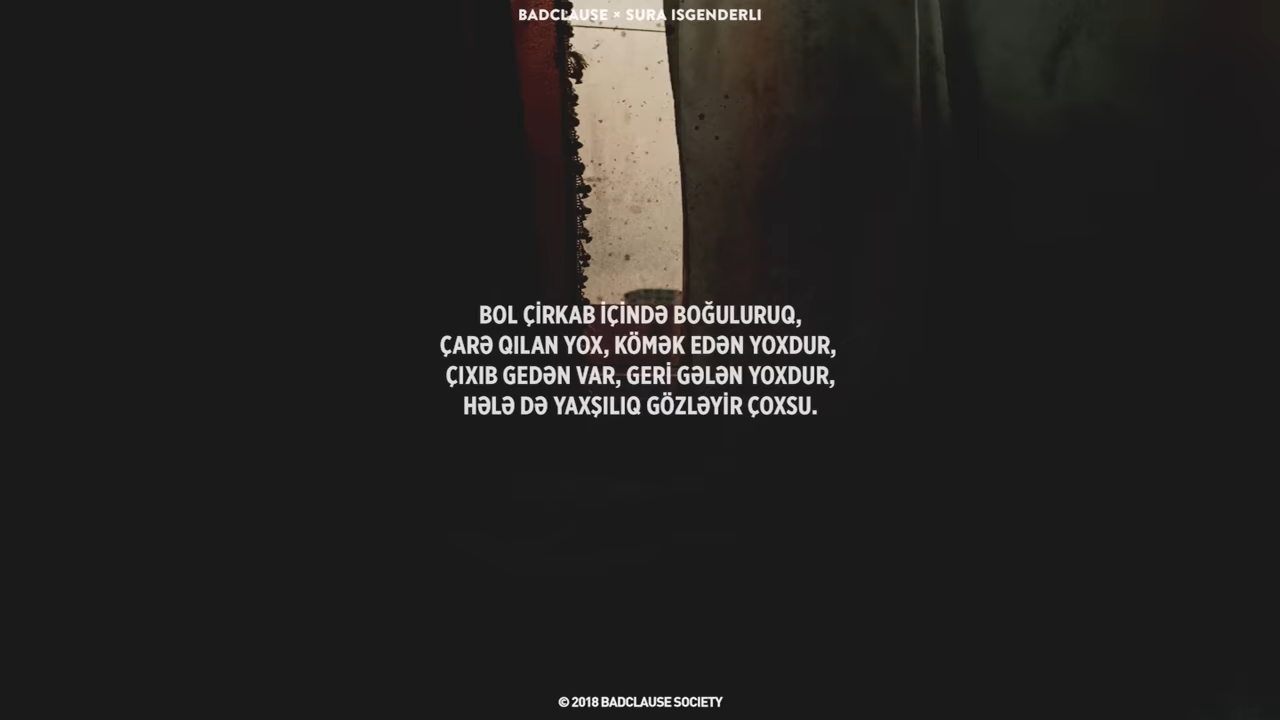 BADCLAUSE × SURA ISGENDERLI
BOL ÇİRKAB İÇİNDƏ BOĞULURUQ,
ÇARƏ QILAN YOX, KÖMƏK EDƏN YOXDUR,
ÇIXIB GEDƏN VAR, GERİ GƏLƏN YOXDUR,
HƏLƏ DƏ YAXŞILIQ GÖZLƏYİR ÇOXSU.
© 2018 BADCLAUSE SOCIETY